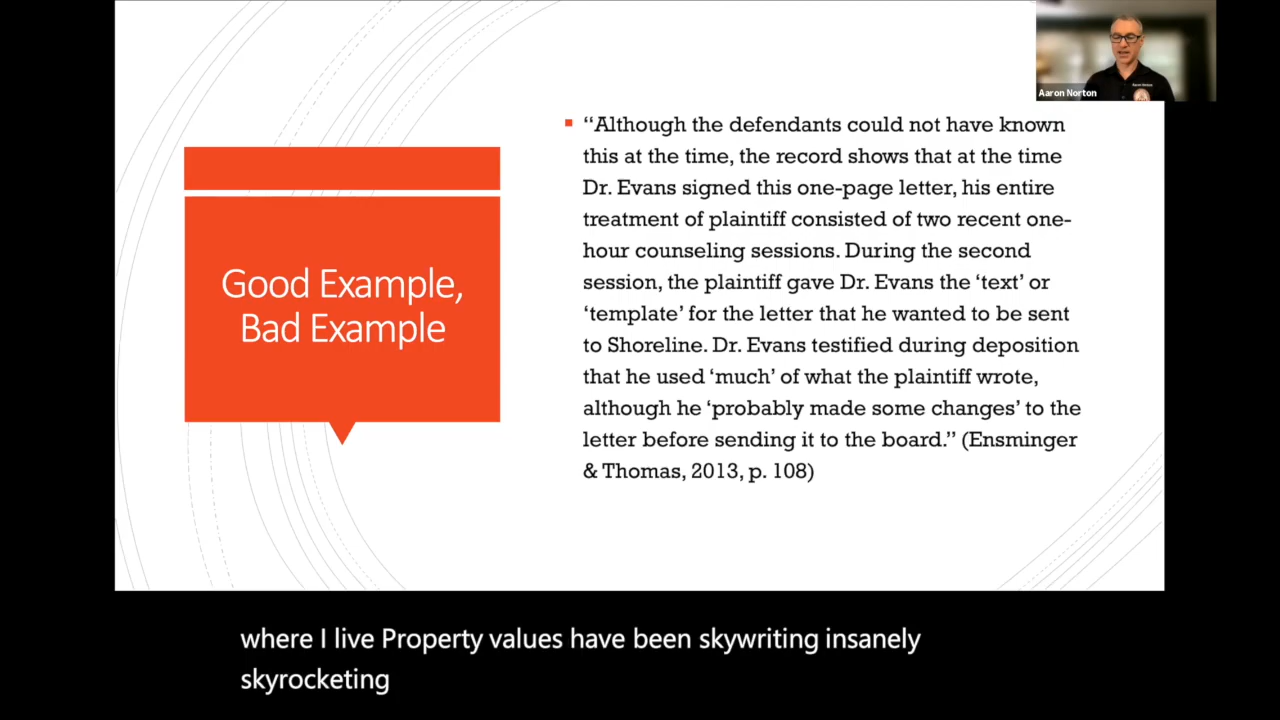 Aaron Norton
Good Example,
Bad Example
“Although the defendants could not have known
this at the time, the record shows that at the time
Dr. Evans signed this one-page letter, his entire
treatment of plaintiff consisted of two recent one-
hour counseling sessions. During the second
session, the plaintiff gave Dr. Evans the ‘text’ or
‘template’ for the letter that he wanted to be sent
to Shoreline. Dr. Evans testified during deposition
that he used ‘much’ of what the plaintiff wrote,
although he ‘probably made some changes’ to the
letter before sending it to the board.” (Ensminger
& Thomas, 2013, p. 108)
where I live Property values have been skywriting insanely
skyrocketing